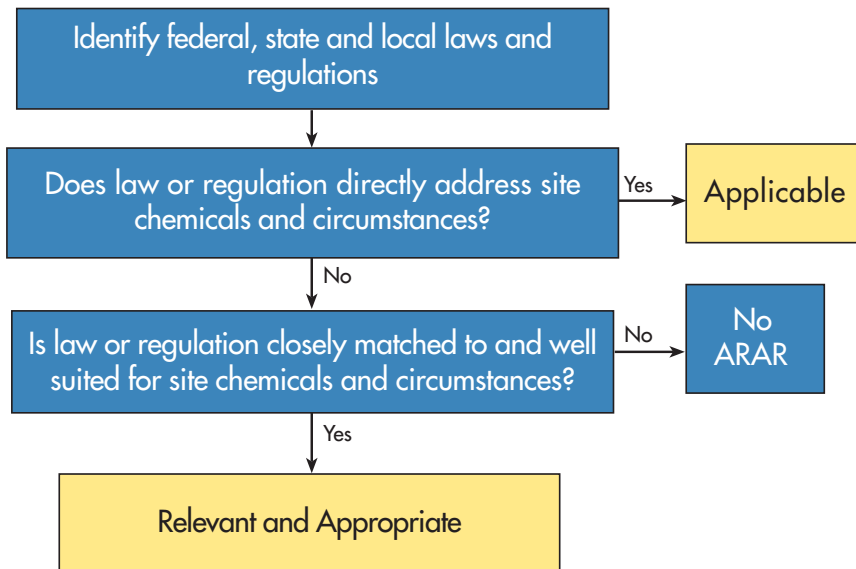 Identify federal, state and local laws and
regulations
Does law or regulation directly address site
chemicals and circumstances?
Yes
Applicable
No
Is law or regulation closely matched to and well
suited for site chemicals and circumstances?
No
No
ARAR
Yes
Relevant and Appropriate